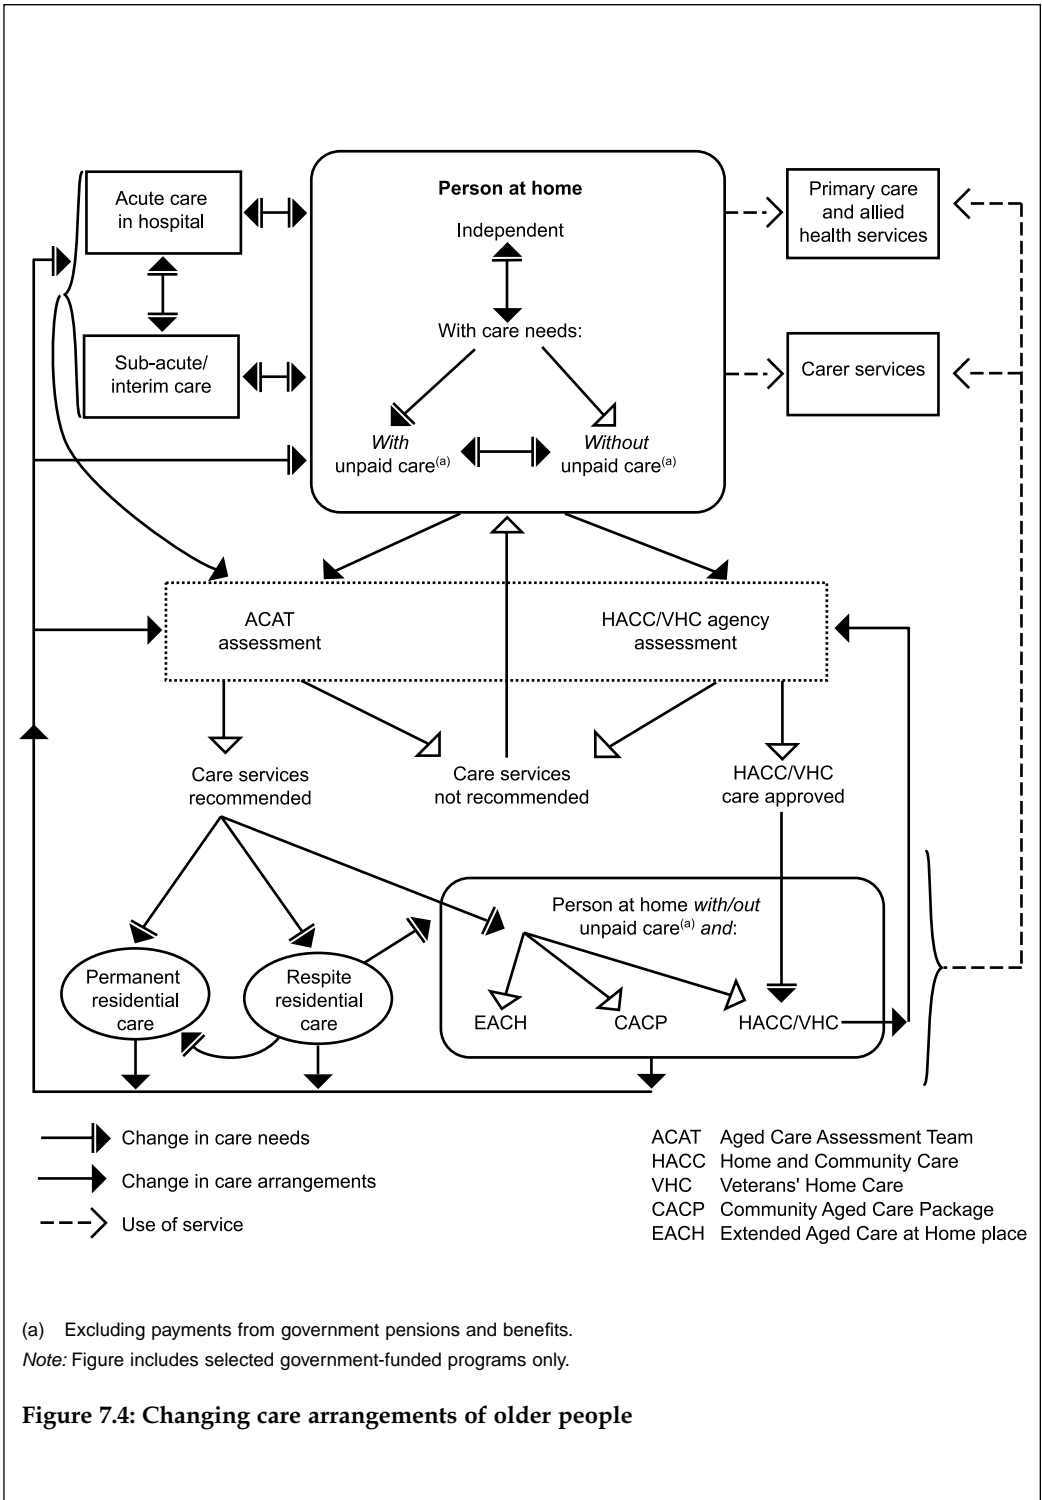 Person at home
Independent
With care needs:
With
unpaid care(a)
Without
unpaid care(a)
Acute care
in hospital
Sub-acute/
interim care
Primary care
and allied
health services
Carer services
ACAT
assessment
HACC/VHC agency
assessment
Care services
recommended
Care services
not recommended
HACC/VHC
care approved
Permanent
residential
care
Respite
residential
care
Person at home with/out
unpaid care(a) and:
EACH
CACP
HACC/VHC
Change in care needs
Change in care arrangements
Use of service
ACAT Aged Care Assessment Team
HACC Home and Community Care
VHC Veterans' Home Care
CACP Community Aged Care Package
EACH Extended Aged Care at Home place
(a) Excluding payments from government pensions and benefits.
Note: Figure includes selected government-funded programs only.
Figure 7.4: Changing care arrangements of older people